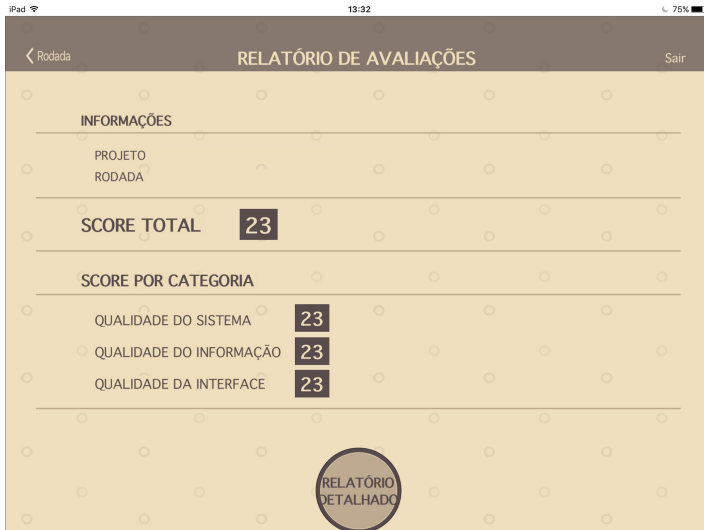 iPad 13:32 75%
Rodada RELATÓRIO DE AVALIAÇÕES Sair
INFORMAÇÕES
PROJETO
RODADA
SCORE TOTAL 23
SCORE POR CATEGORIA
QUALIDADE DO SISTEMA 23
QUALIDADE DO INFORMAÇÃO 23
QUALIDADE DA INTERFACE 23
RELATÓRIO
DETALHADO